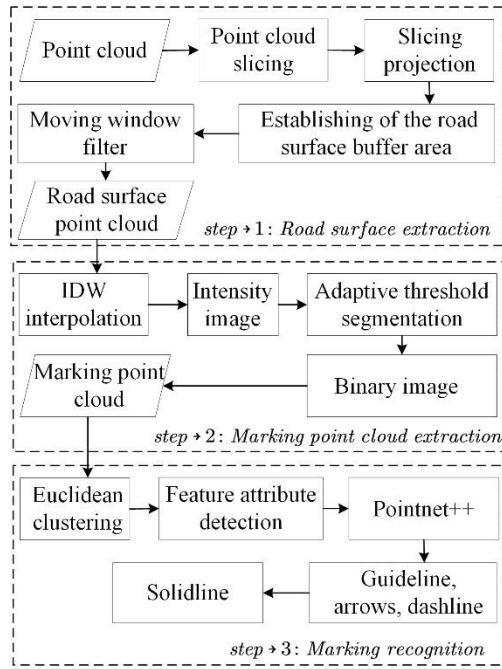 Point cloud
Point cloud
slicing
Slicing
projection
Moving window
filter
Establishing of the road
surface buffer area
Road surface
point cloud
step→1: Road surface extraction
IDW
interpolation
Intensity
image
Adaptive threshold
segmentation
Marking point
cloud
Binary image
step→2: Marking point cloud extraction
Euclidean
clustering
Feature attribute
detection
Pointnet++
Solidline
Guideline,
arrows, dashline
step→3: Marking recognition